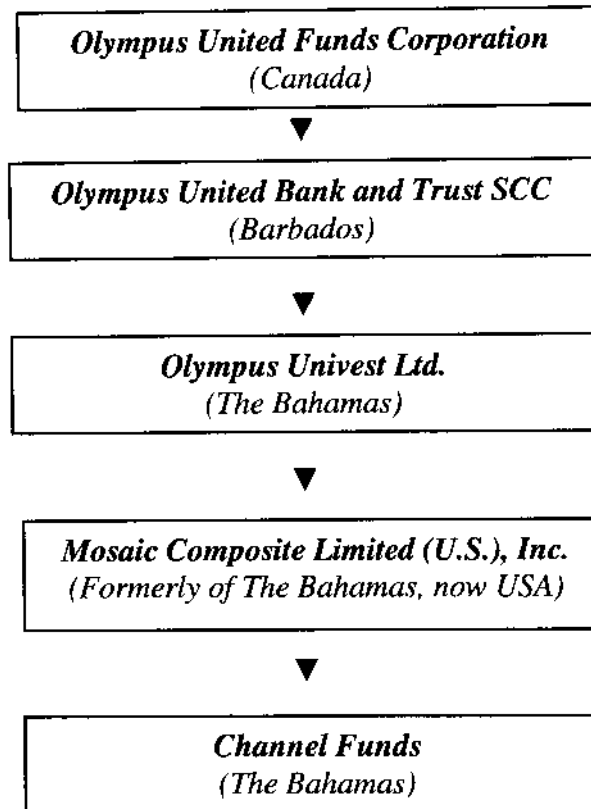 Olympus United Funds Corporation
(Canada)
Olympus United Bank and Trust SCC
(Barbados)
Olympus Univest Ltd.
(The Bahamas)
Mosaic Composite Limited (U.S.), Inc.
(Formerly of The Bahamas, now USA)
Channel Funds
(The Bahamas)